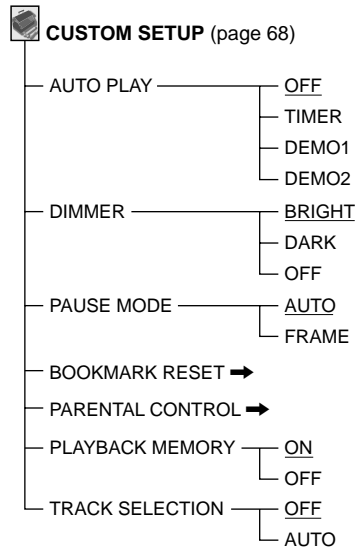 CUSTOM SETUP (page 68)
AUTO PLAY OFF
TIMER
DEMO1
DEMO2
DIMMER BRIGHT
DARK
OFF
PAUSE MODE AUTO
FRAME
BOOKMARK RESET ➡
PARENTAL CONTROL ➡
PLAYBACK MEMORY ON
OFF
TRACK SELECTION OFF
AUTO